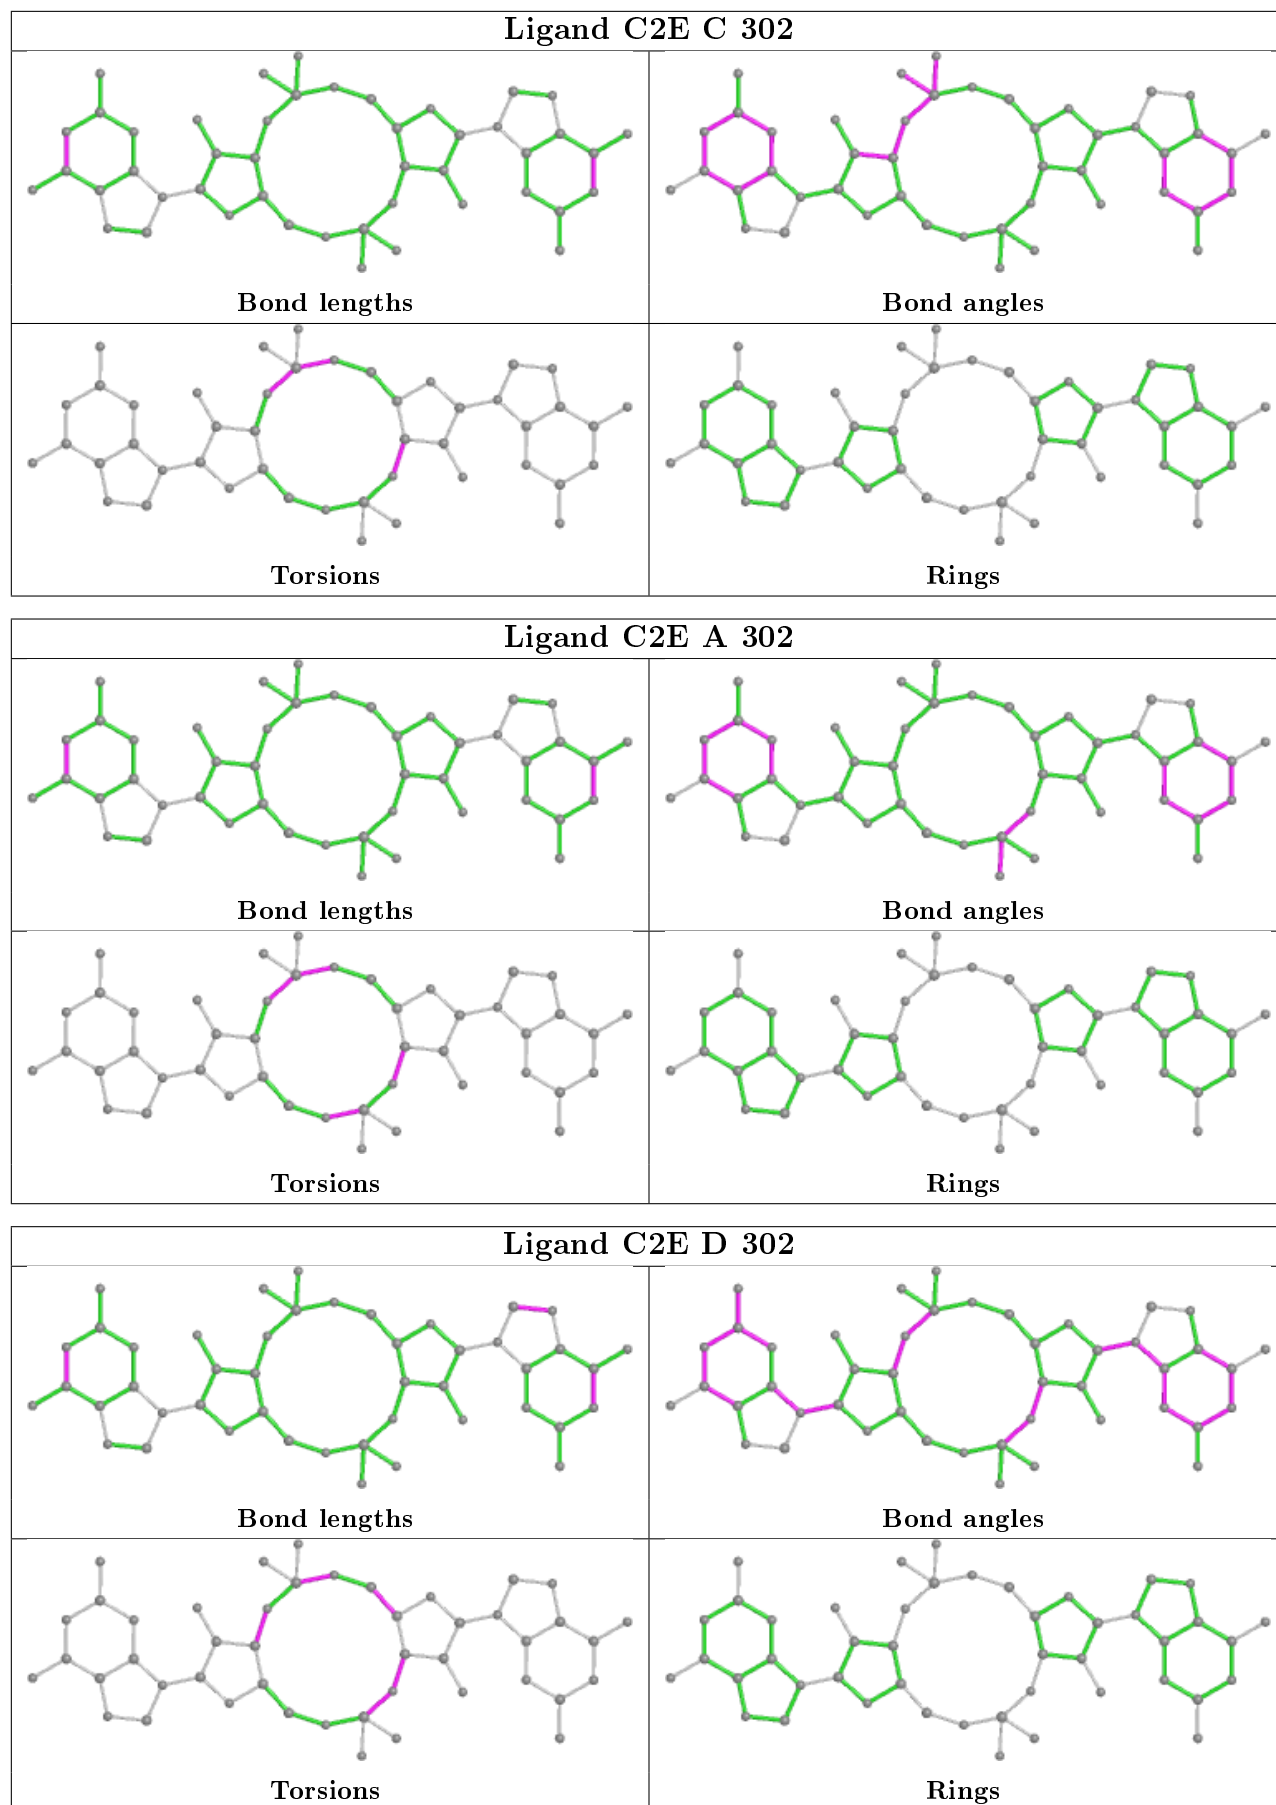 Ligand C2E C 302
Bond lengths
Bond angles
Torsions
Rings
Ligand C2E A 302
Bond lengths
Bond angles
Torsions
Rings
Ligand C2E D 302
Bond lengths
Bond angles
Torsions
Rings